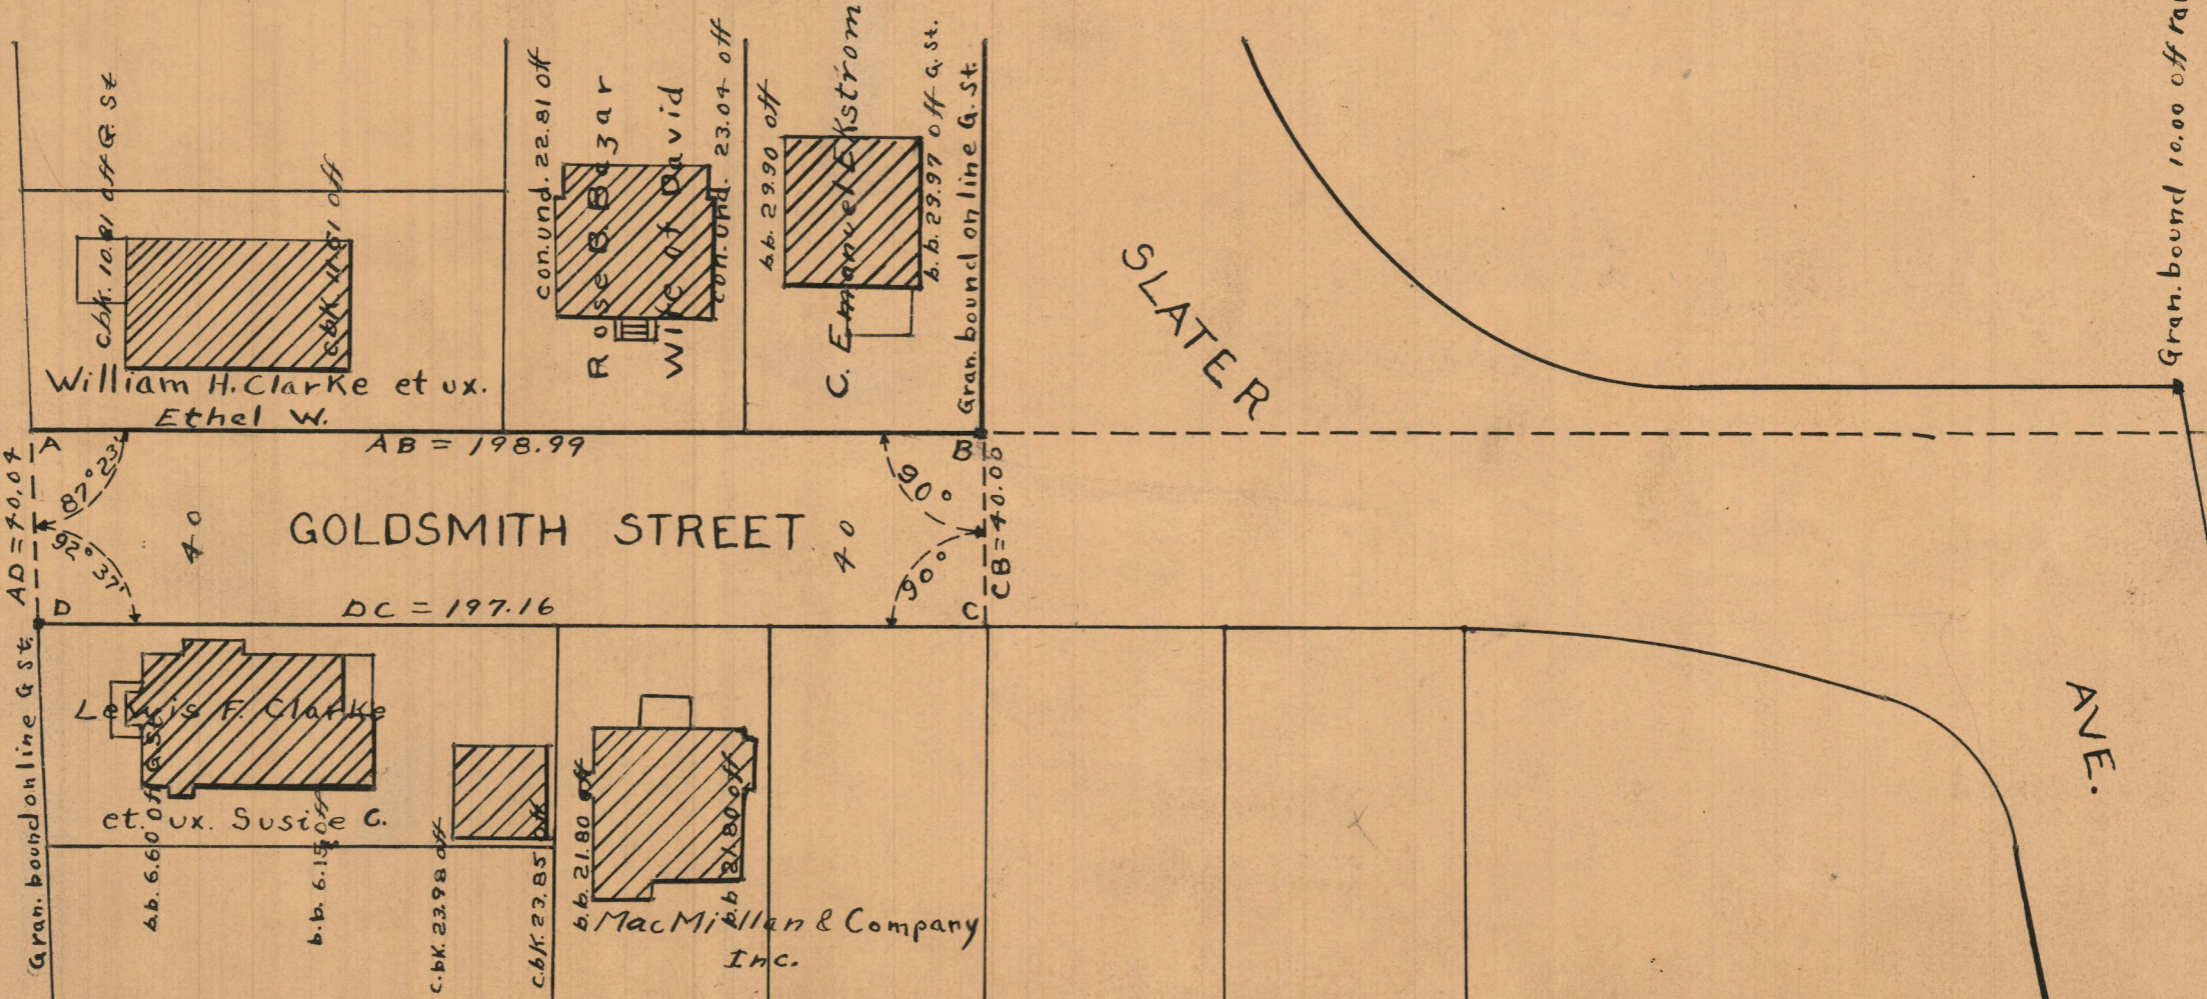 c.bk. 10.81 off G. St
c.bk. 11.61 off
William H. Clarke et ux.
Ethel W.
con. und. 22.81 off
Rose B. Bazar
Wife of David
con. und. 23.04 off
b.b. 29.90 off
C. Emanuel Ekstrom
b.b. 29.97 off G. St.
Gran. bound on line G. St.
SLATER
Gran. bound 10.00 off
A
AB = 198.99
B
87° 23'
90°
AD = 40.04
40
GOLDSMITH STREET
40
CB = 40.00
92° 37'
90°
D
DC = 197.16
C
Gran. bound on line G St.
Lewis F. Clarke
et. ux. Susie C.
b.b. 6.60 off G St.
b.b. 6.15 off
c.bk. 23.98 off
c.bk. 23.85 off
b.b. 21.80 off
b.b. 21.80 off
MacMillan & Company
Inc.
AVE.